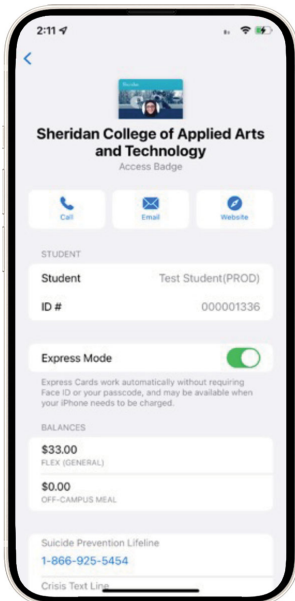 2:11
Sheridan College of Applied Arts
and Technology
Access Badge
Call
Email
Website
STUDENT
Student
Test Student(PROD)
ID #
000001336
Express Mode
Express Cards work automatically without requiring
Face ID or your passcode, and may be available when
your iPhone needs to be charged.
BALANCES
$33.00
FLEX (GENERAL)
$0.00
OFF-CAMPUS MEAL
Suicide Prevention Lifeline
1-866-925-5454
Crisis Text Line